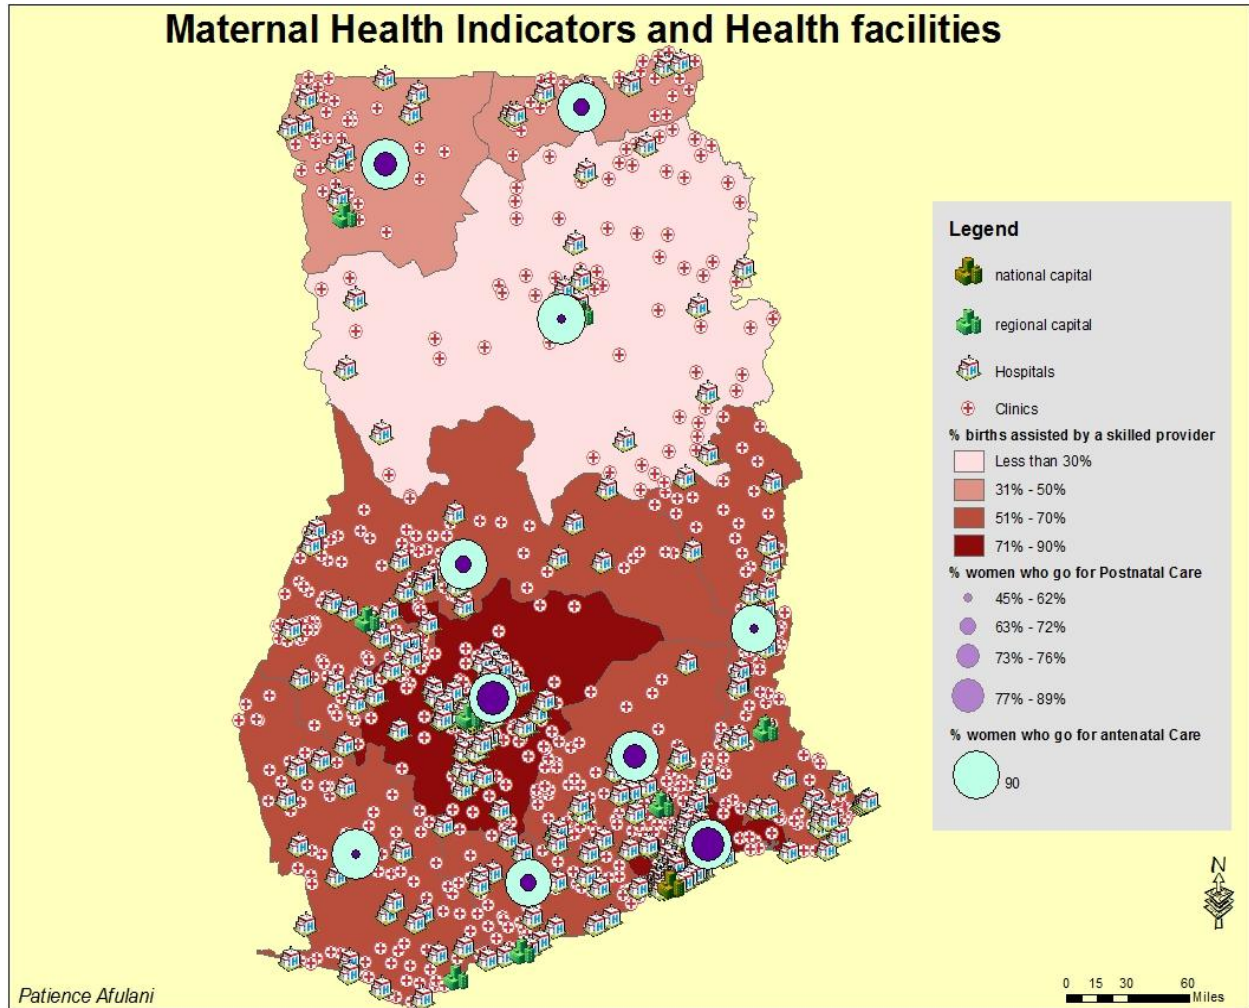 Maternal Health Indicators and Health facilities
Legend
national capital
regional capital
Hospitals
Clinics
% births assisted by a skilled provider
Less than 30%
31% - 50%
51% - 70%
71% - 90%
% women who go for Postnatal Care
45% - 62%
63% - 72%
73% - 76%
77% - 89%
% women who go for antenatal Care
90
N
0 15 30 60
Miles
Patience Afulani